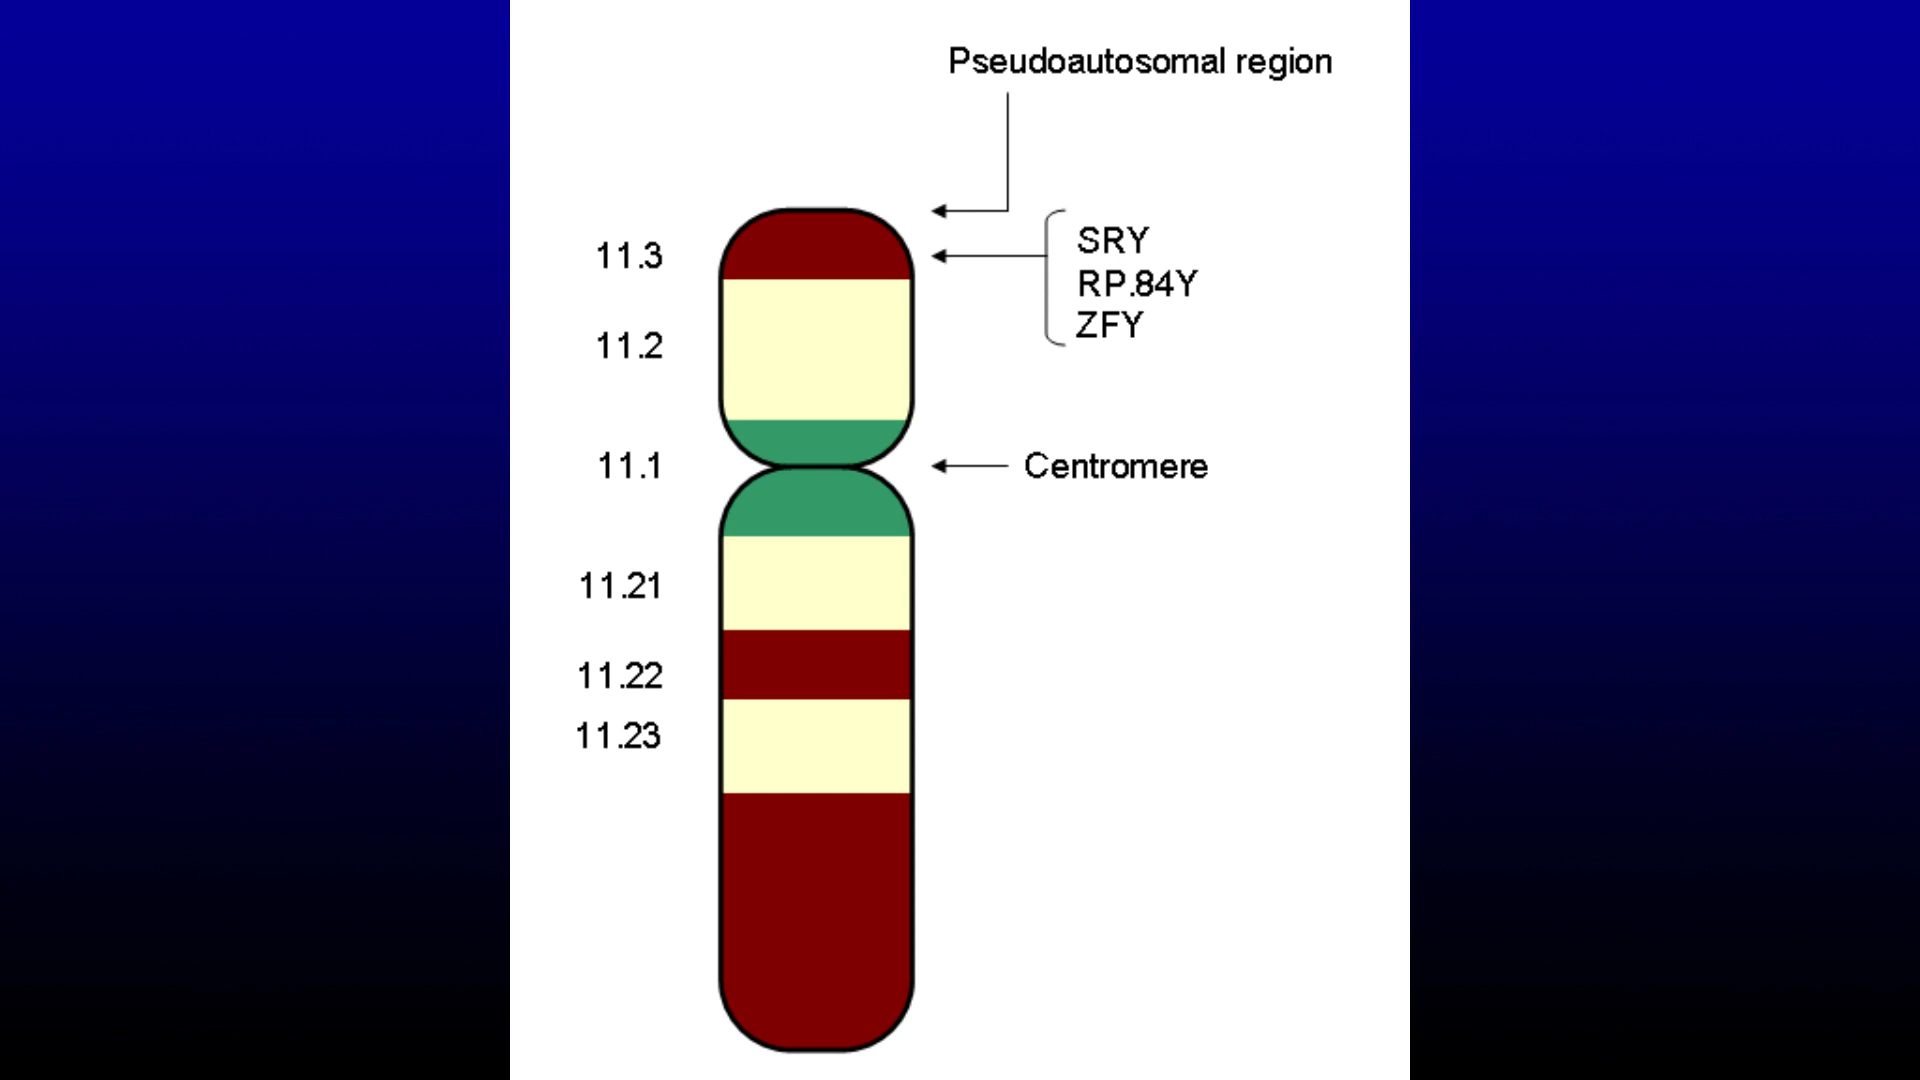 Pseudoautosomal region
11.3
SRY
RP.84Y
ZFY
11.2
11.1
Centromere
11.21
11.22
11.23